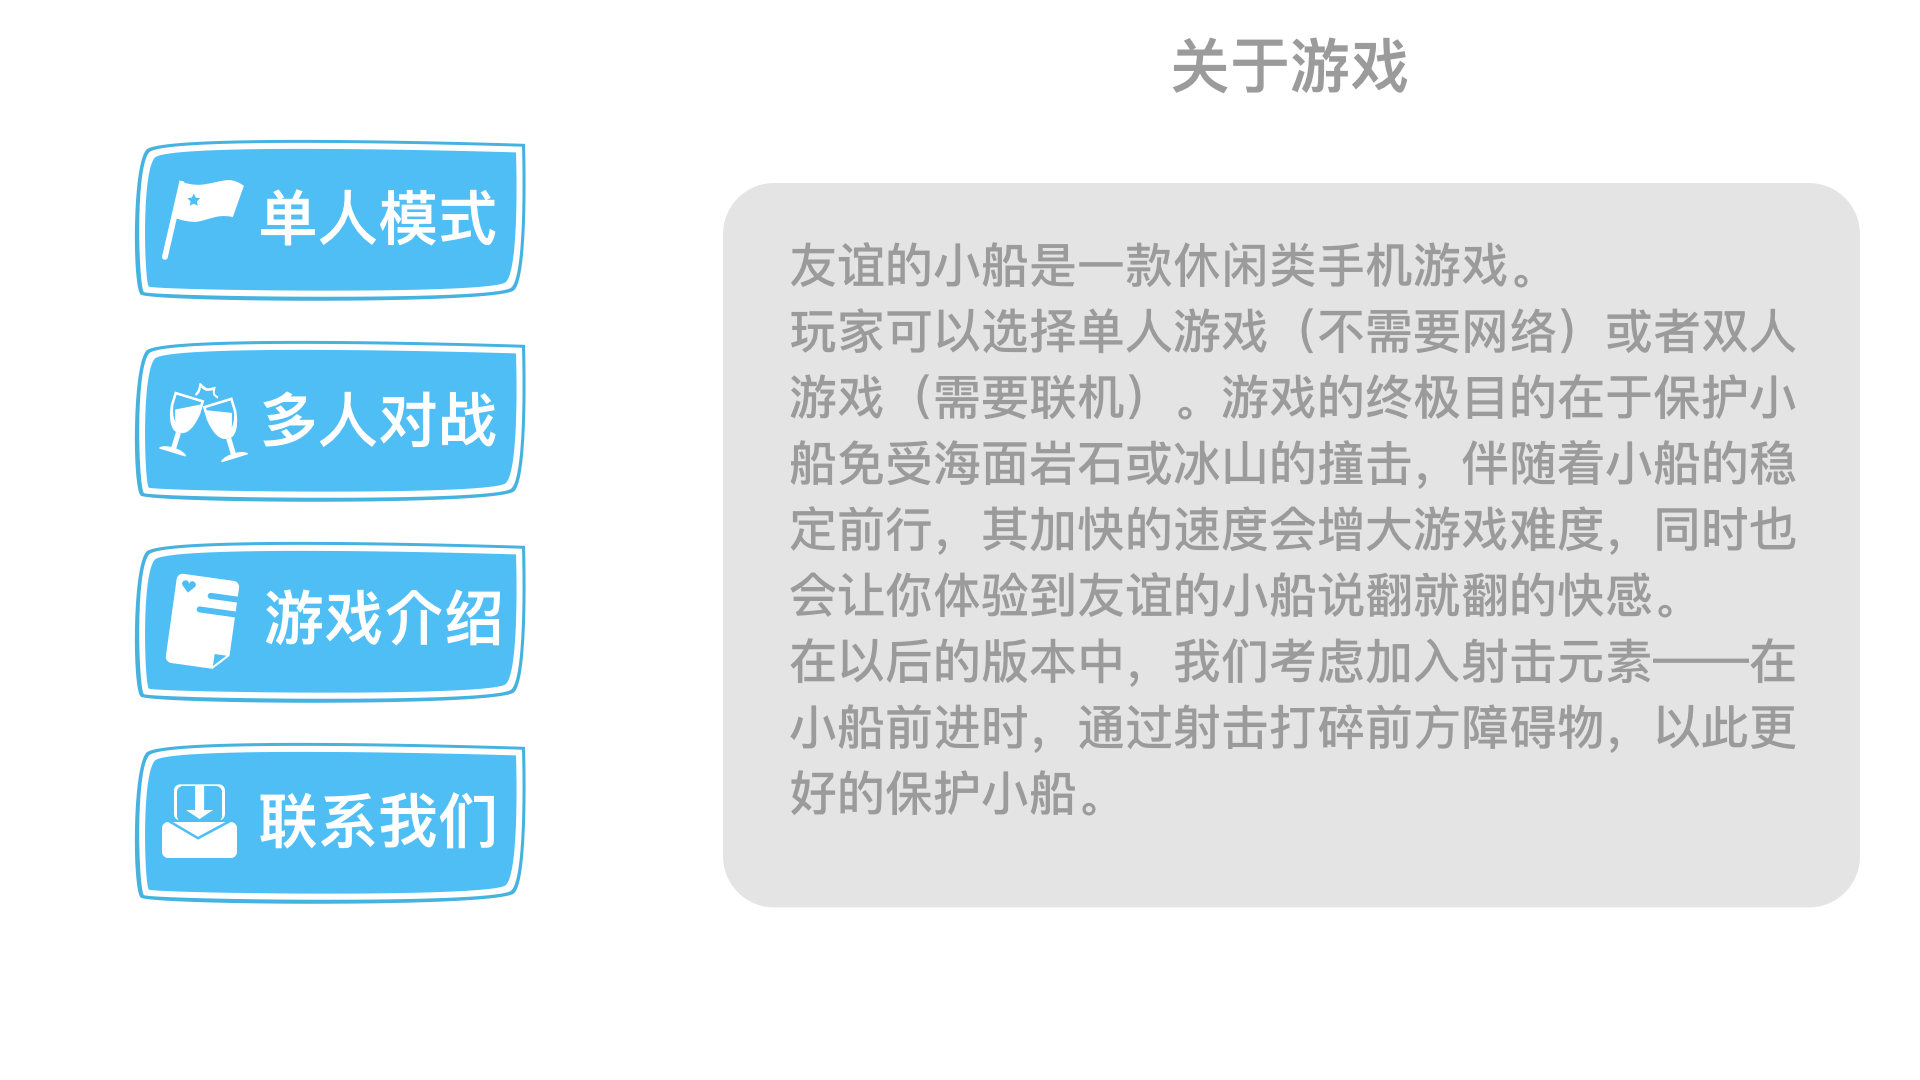 关于游戏
单人模式
多人对战
游戏介绍
联系我们
友谊的小船是一款休闲类手机游戏。
玩家可以选择单人游戏（不需要网络）或者双人
游戏（需要联机）。游戏的终极目的在于保护小
船免受海面岩石或冰山的撞击，伴随着小船的稳
定前行，其加快的速度会增大游戏难度，同时也
会让你体验到友谊的小船说翻就翻的快感。
在以后的版本中，我们考虑加入射击元素——在
小船前进时，通过射击打碎前方障碍物，以此更
好的保护小船。